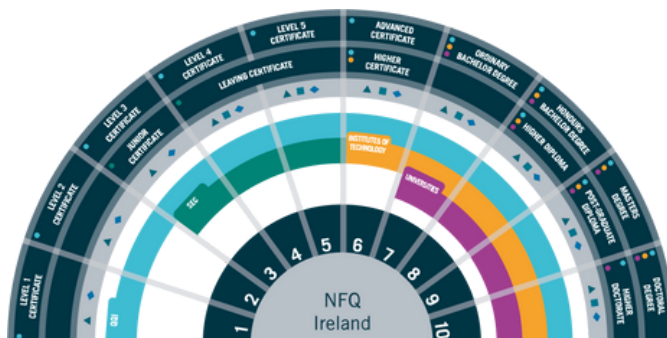 LEVEL 1
CERTIFICATE
LEVEL 2
CERTIFICATE
LEVEL 3
CERTIFICATE
JUNIOR
CERTIFICATE
LEVEL 4
CERTIFICATE
LEVEL 5
CERTIFICATE
LEAVING CERTIFICATE
ADVANCED
CERTIFICATE
HIGHER
CERTIFICATE
ORDINARY
BACHELOR DEGREE
HONOURS
BACHELOR DEGREE
HIGHER DIPLOMA
MASTERS
DEGREE
POST-GRADUATE
DIPLOMA
DOCTORAL
DEGREE
HIGHER
DOCTORATE
QQI
SEC
INSTITUTES OF
TECHNOLOGY
UNIVERSITIES
1
2
3
4
5
6
7
8
9
10
NFQ
Ireland